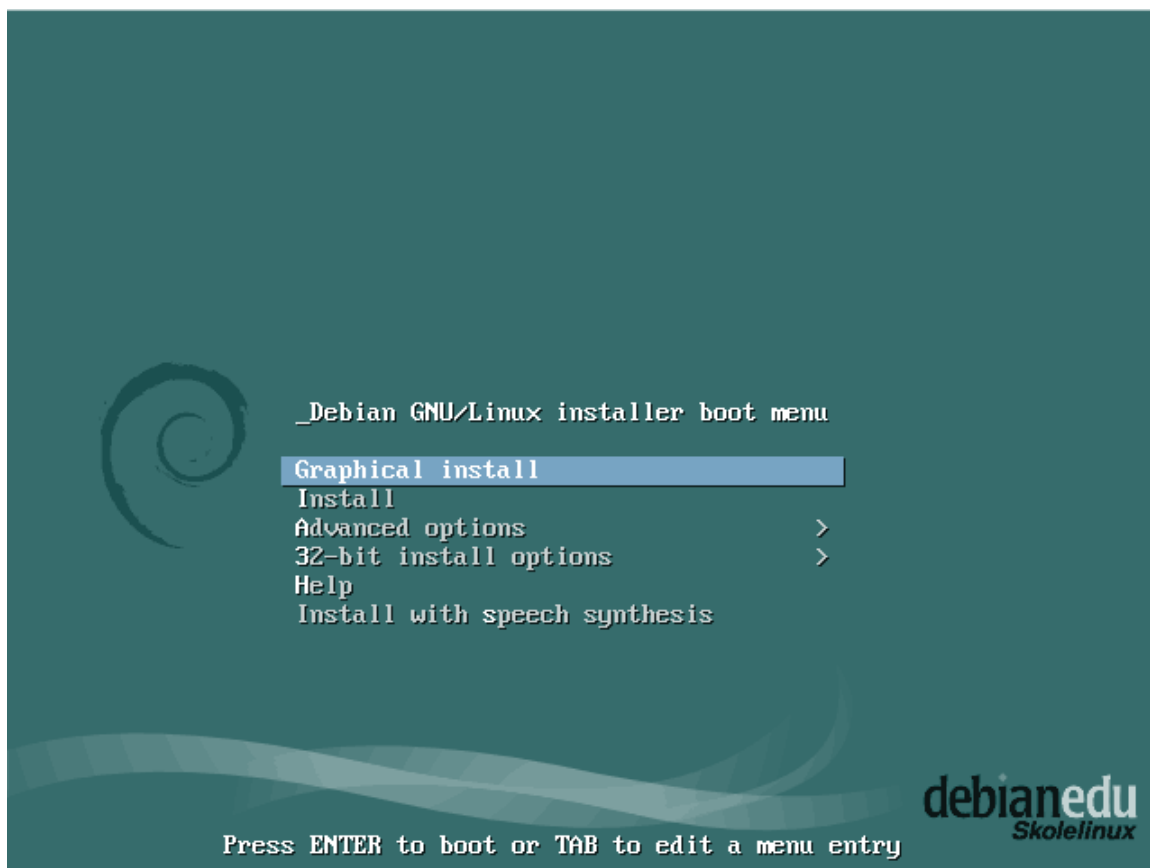 _Debian GNU/Linux installer boot menu
Graphical install
Install
Advanced options >
32-bit install options >
Help
Install with speech synthesis
debianedu
Skolelinux
Press ENTER to boot or TAB to edit a menu entry